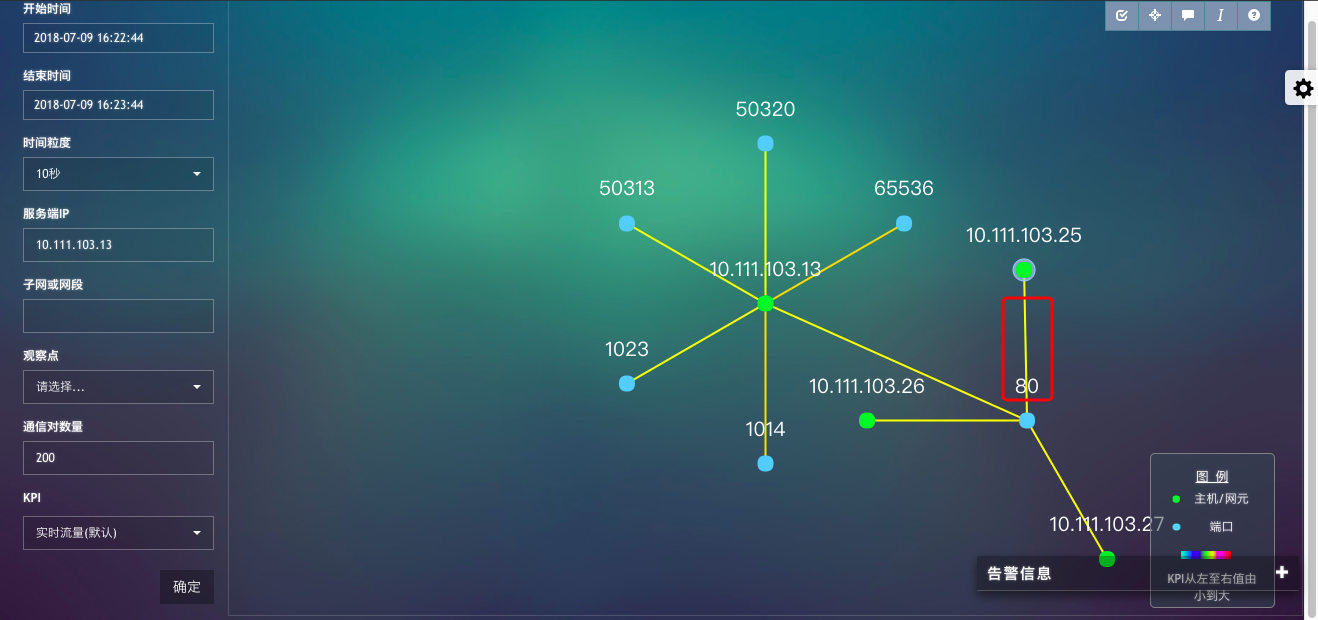 开始时间
2018-07-09 16:22:44
结束时间
2018-07-09 16:23:44
时间粒度
10秒
服务端IP
10.111.103.13
子网或网段
观察点
请选择...
通信对数量
200
KPI
实时流量(默认)
确定
50320
50313
65536
10.111.103.25
10.111.103.13
1023
10.111.103.26
80
1014
10.111.103.27
图 例
主机/网元
端口
KPI从左至右值由
小到大
告警信息